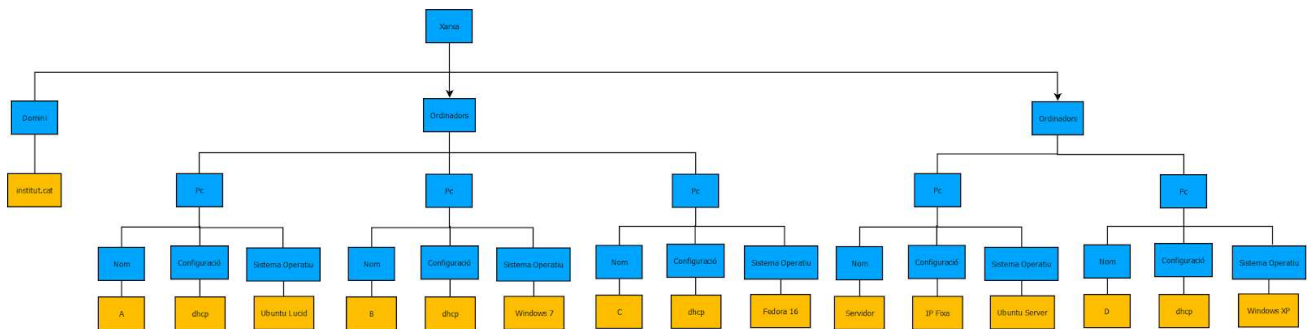 Xarxa
Domini
Ordinadors
Ordinadors
institut.cat
Pc
Pc
Pc
Pc
Pc
Nom
Configuració
Sistema Operatiu
Nom
Configuració
Sistema Operatiu
Nom
Configuració
Sistema Operatiu
Nom
Configuració
Sistema Operatiu
Nom
Configuració
Sistema Operatiu
A
dhcp
Ubuntu Lucid
B
dhcp
Windows 7
C
dhcp
Fedora 16
Servidor
IP Fixa
Ubuntu Server
D
dhcp
Windows XP